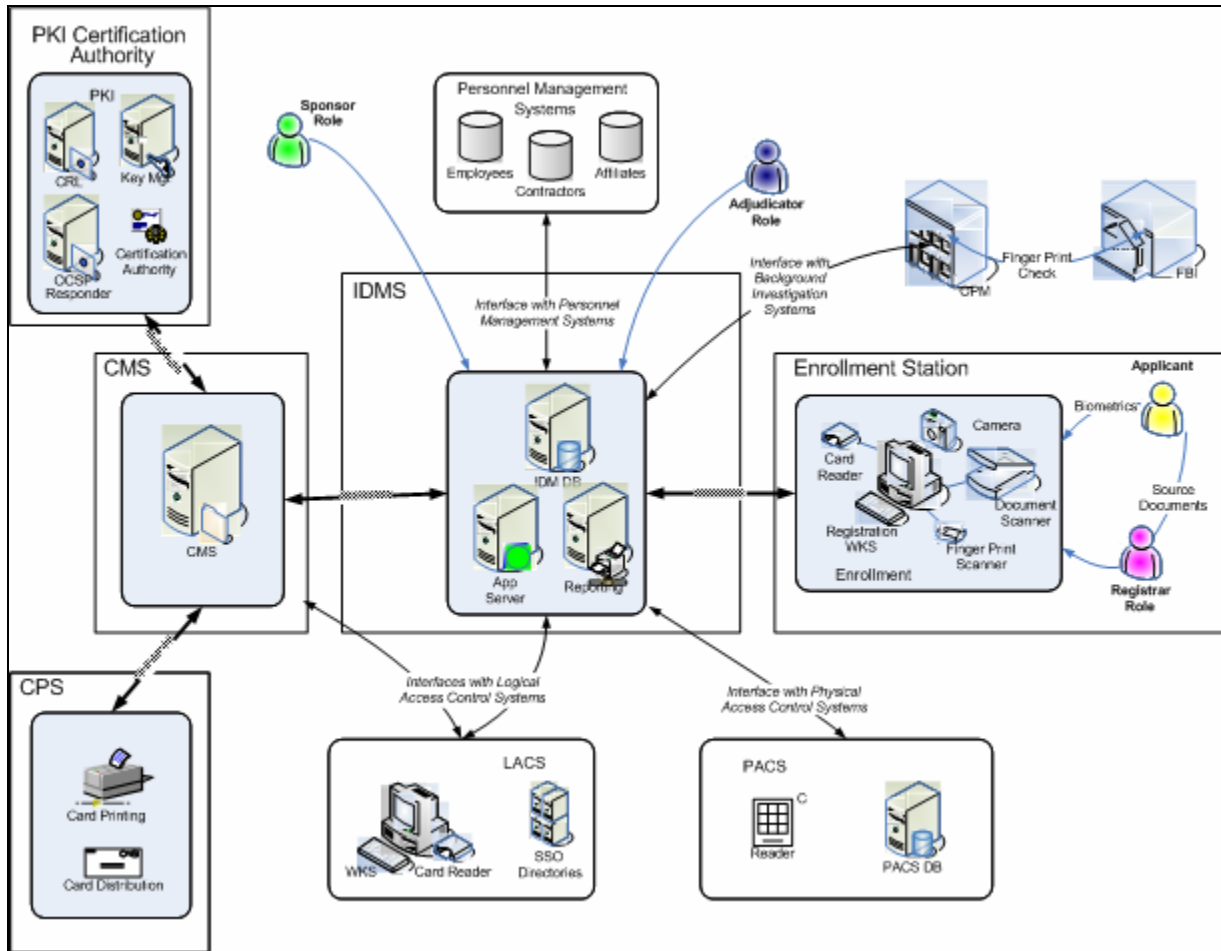 PKI Certification
Authority
PKI
CRL
Key Mgt
OCSP
Responder
Certification
Authority
Sponsor
Role
Personnel Management
Systems
Employees
Contractors
Affiliates
Adjudicator
Role
Interface with
Background
Investigation
Systems
OPM
Finger Print
Check
FBI
IDMS
Interface with Personnel
Management Systems
IDM DB
App
Server
Reporting
CMS
CMS
Enrollment Station
Applicant
Biometrics
Camera
Card
Reader
Document
Scanner
Source
Documents
Registration
WKS
Finger Print
Scanner
Enrollment
Registrar
Role
CPS
Card Printing
Card Distribution
Interfaces with Logical
Access Control Systems
LACS
WKS
Card Reader
SSO
Directories
Interface with Physical
Access Control Systems
PACS
C
Reader
PACS DB